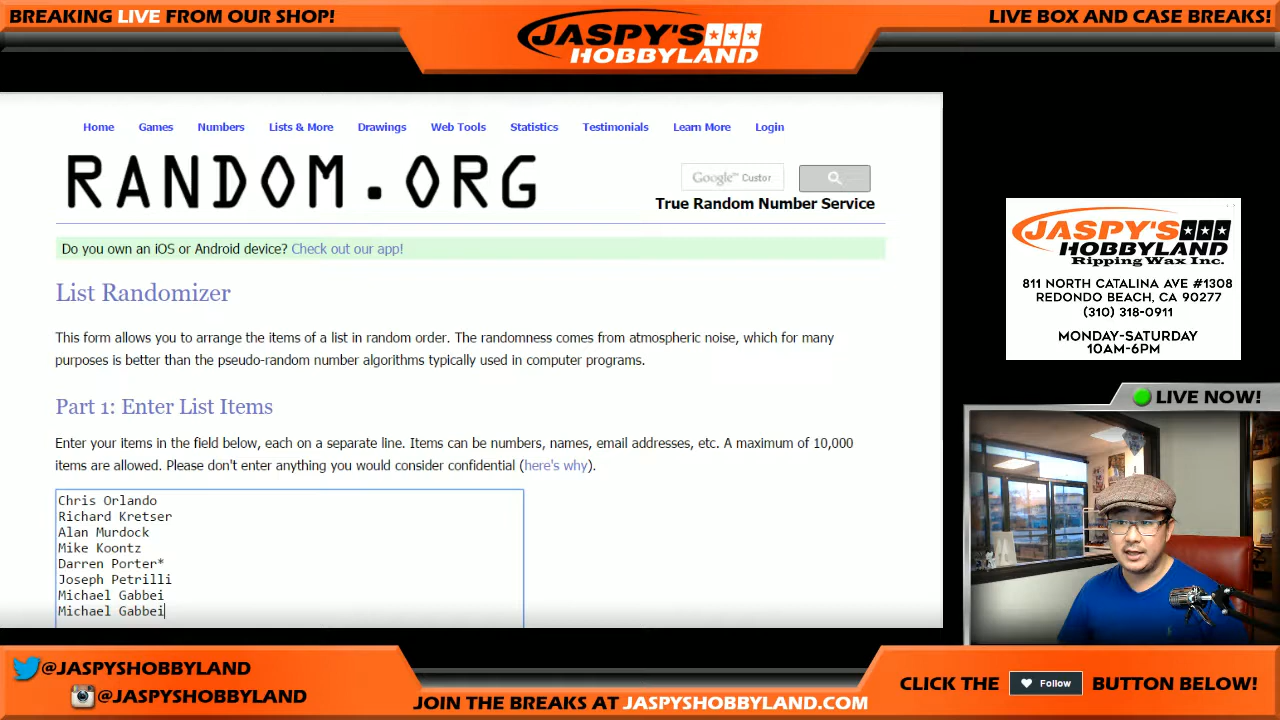 BREAKING LIVE FROM OUR SHOP!
JASPY'S
HOBBYLAND
LIVE BOX AND CASE BREAKS!
Home Games Numbers Lists & More Drawings Web Tools Statistics Testimonials Learn More Login
RANDOM.ORG
Google™ Custor
True Random Number Service
Do you own an iOS or Android device? Check out our app!
List Randomizer
This form allows you to arrange the items of a list in random order. The randomness comes from atmospheric noise, which for many
purposes is better than the pseudo-random number algorithms typically used in computer programs.
Part 1: Enter List Items
Enter your items in the field below, each on a separate line. Items can be numbers, names, email addresses, etc. A maximum of 10,000
items are allowed. Please don't enter anything you would consider confidential (here's why).
Chris Orlando
Richard Kretser
Alan Murdock
Mike Koontz
Darren Porter*
Joseph Petrilli
Michael Gabbei
Michael Gabbei
JASPY'S
HOBBYLAND
Ripping Wax Inc.
811 NORTH CATALINA AVE #1308
REDONDO BEACH, CA 90277
(310) 318-0911
MONDAY-SATURDAY
10AM-6PM
LIVE NOW!
@JASPYSHOBBYLAND
@JASPYSHOBBYLAND
JOIN THE BREAKS AT JASPYSHOBBYLAND.COM
CLICK THE Follow BUTTON BELOW!